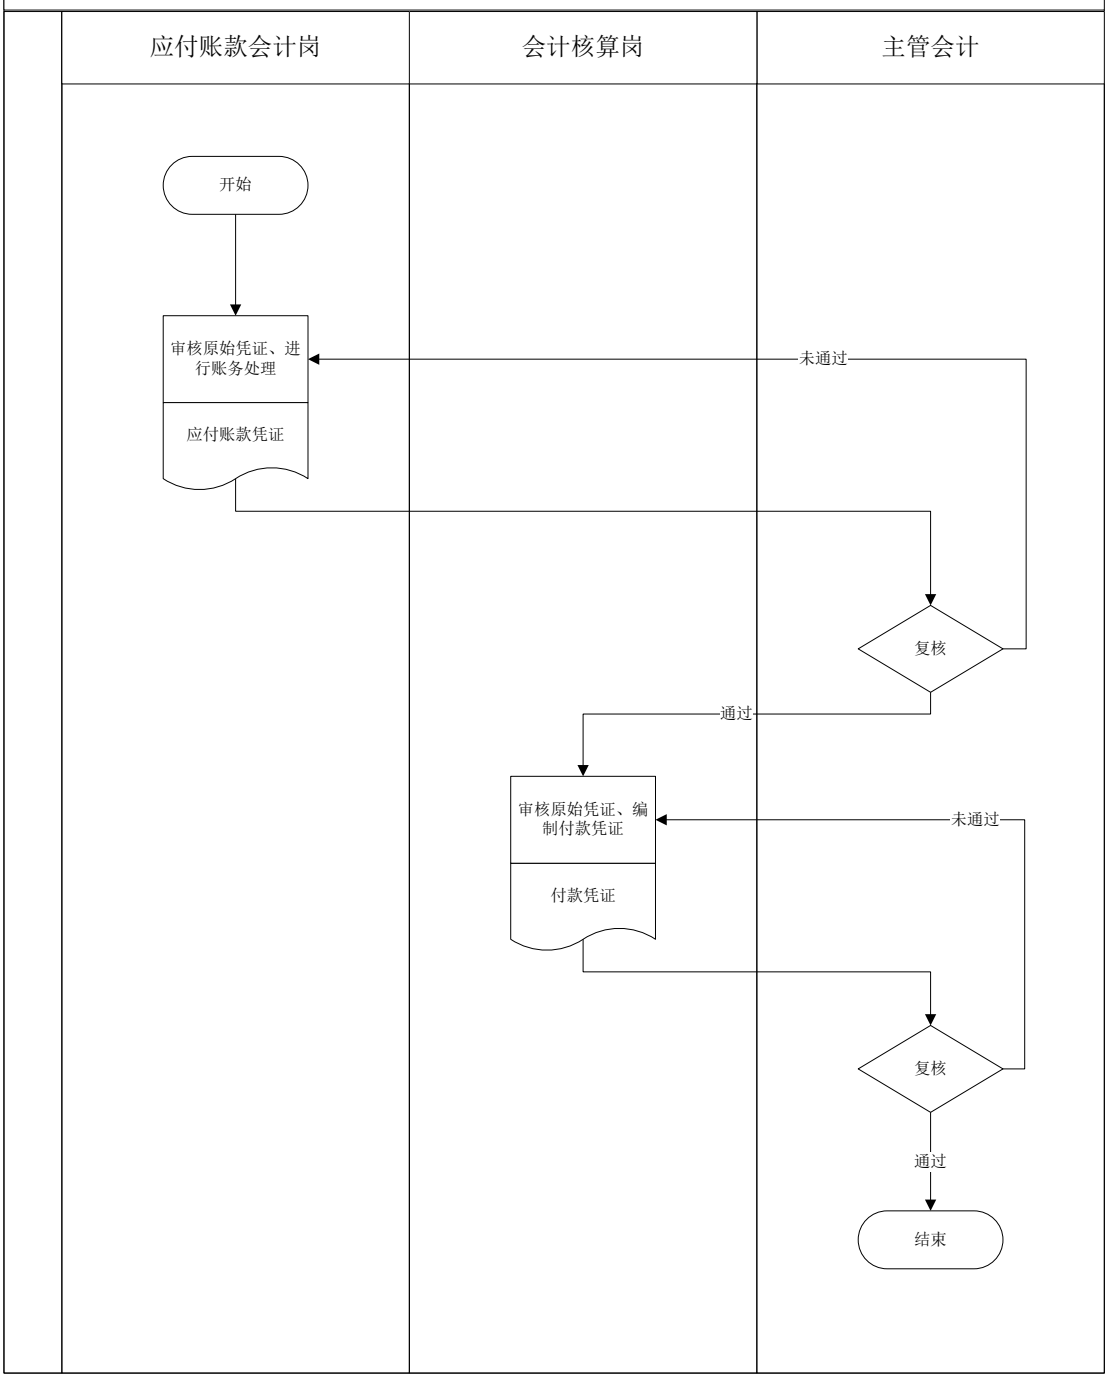 应付账款会计岗
会计核算岗
主管会计
开始
审核原始凭证、进
行账务处理
未通过
应付账款凭证
复核
通过
审核原始凭证、编
制付款凭证
未通过
付款凭证
复核
通过
结束